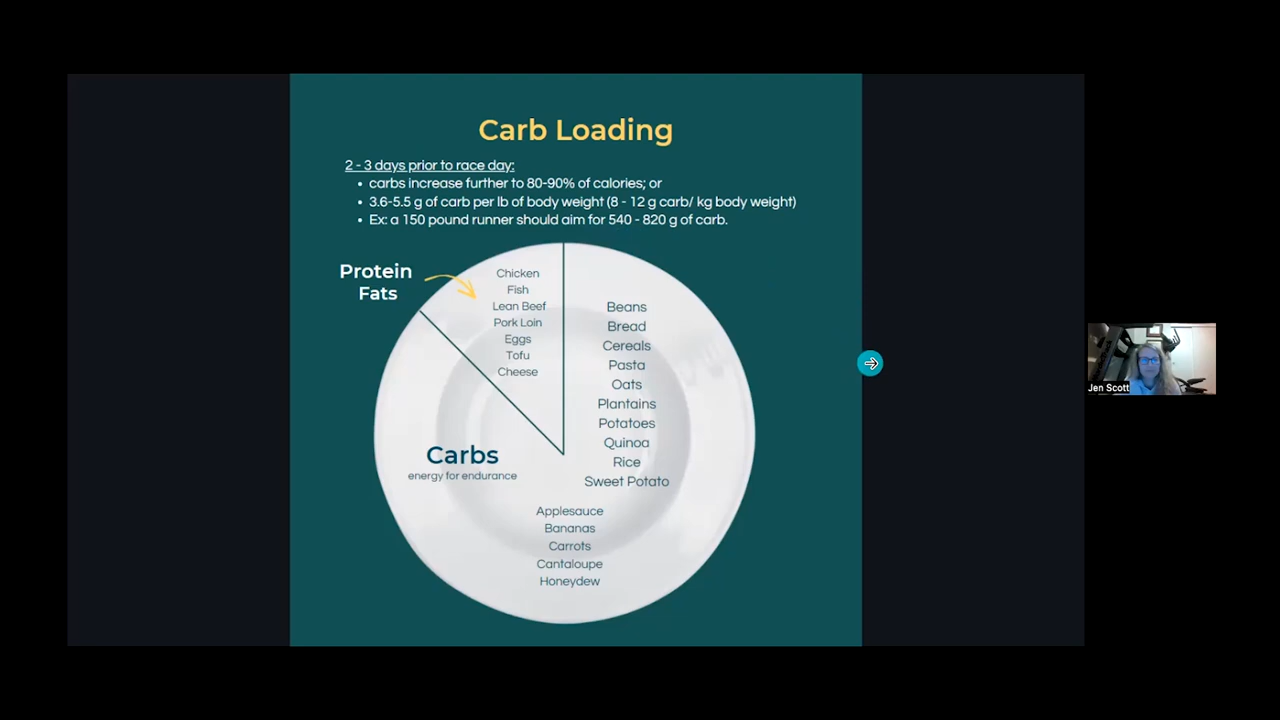 Carb Loading
2 - 3 days prior to race day:
• carbs increase further to 80-90% of calories; or
• 3.6-5.5 g of carb per lb of body weight (8 - 12 g carb/ kg body weight)
• Ex: a 150 pound runner should aim for 540 - 820 g of carb.
Protein
Fats
Chicken
Fish
Lean Beef
Pork Loin
Eggs
Tofu
Cheese
Beans
Bread
Cereals
Pasta
Oats
Plantains
Potatoes
Quinoa
Rice
Sweet Potato
Carbs
energy for endurance
Applesauce
Bananas
Carrots
Cantaloupe
Honeydew
Jen Scott